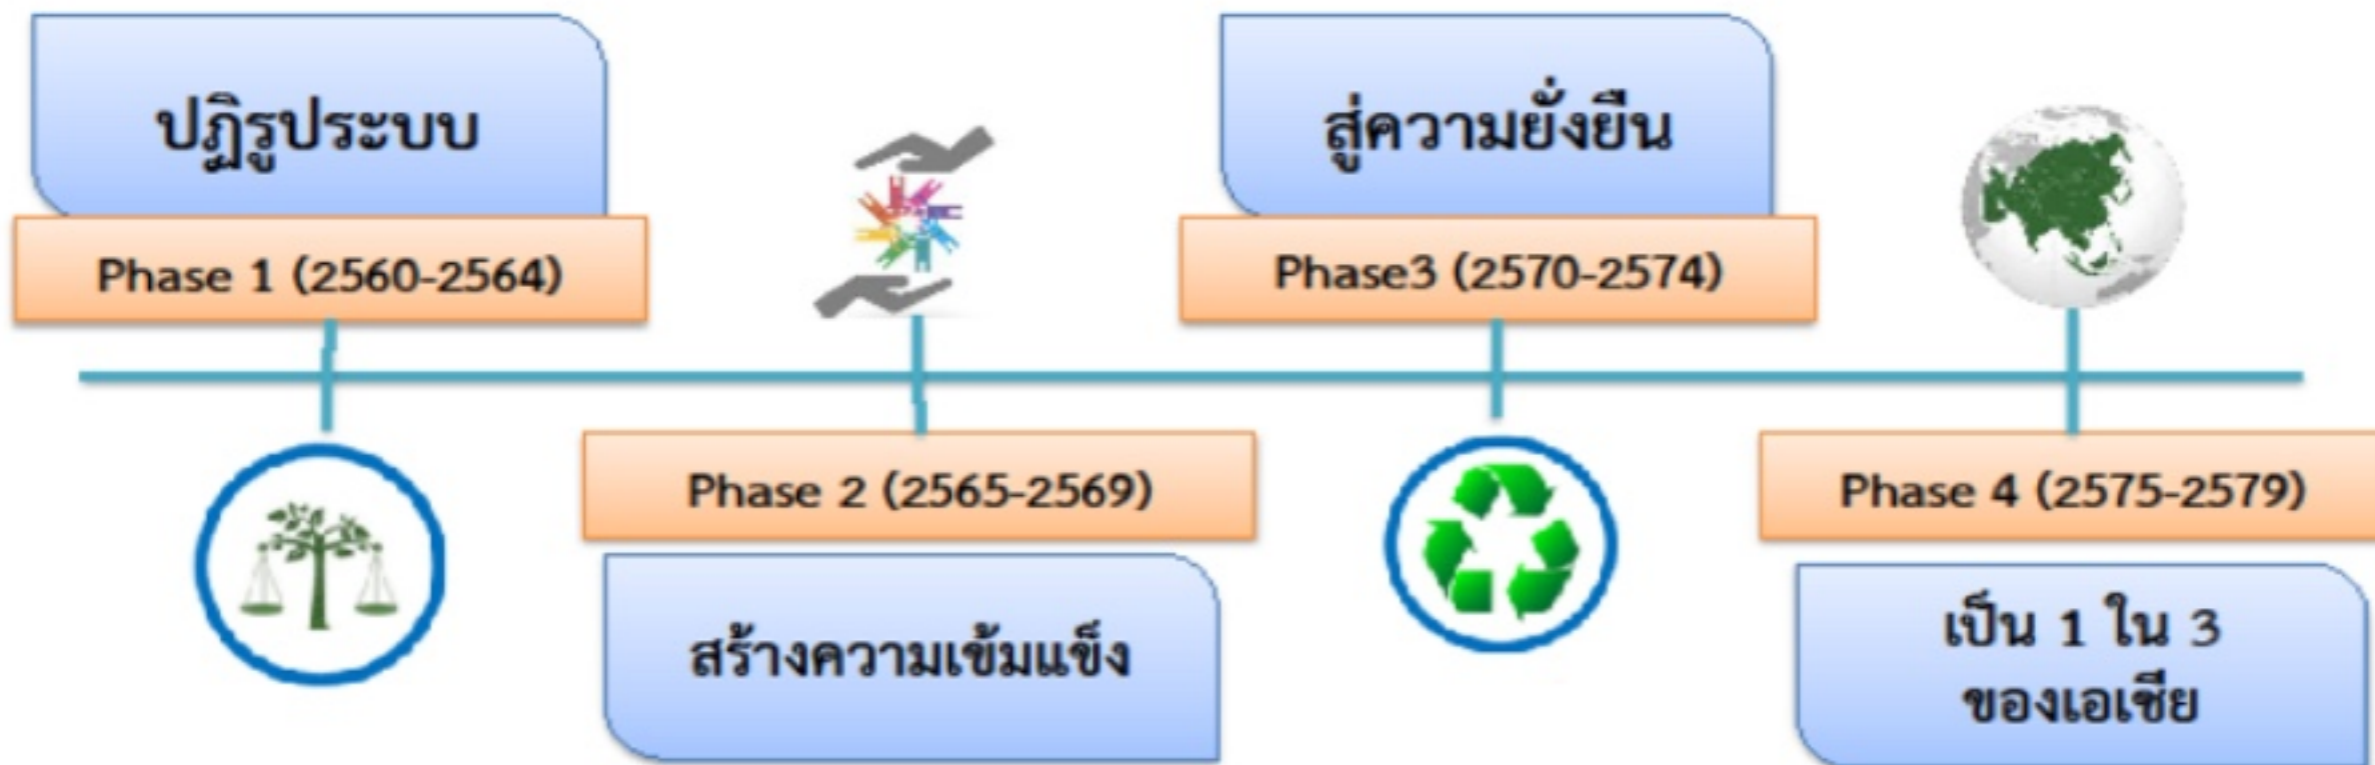 ปฏิรูประบบ
Phase 1 (2560-2564)
Phase 2 (2565-2569)
สร้างความเข้มแข็ง
สู่ความยั่งยืน
Phase3 (2570-2574)
Phase 4 (2575-2579)
เป็น 1 ใน 3
ของเอเชีย